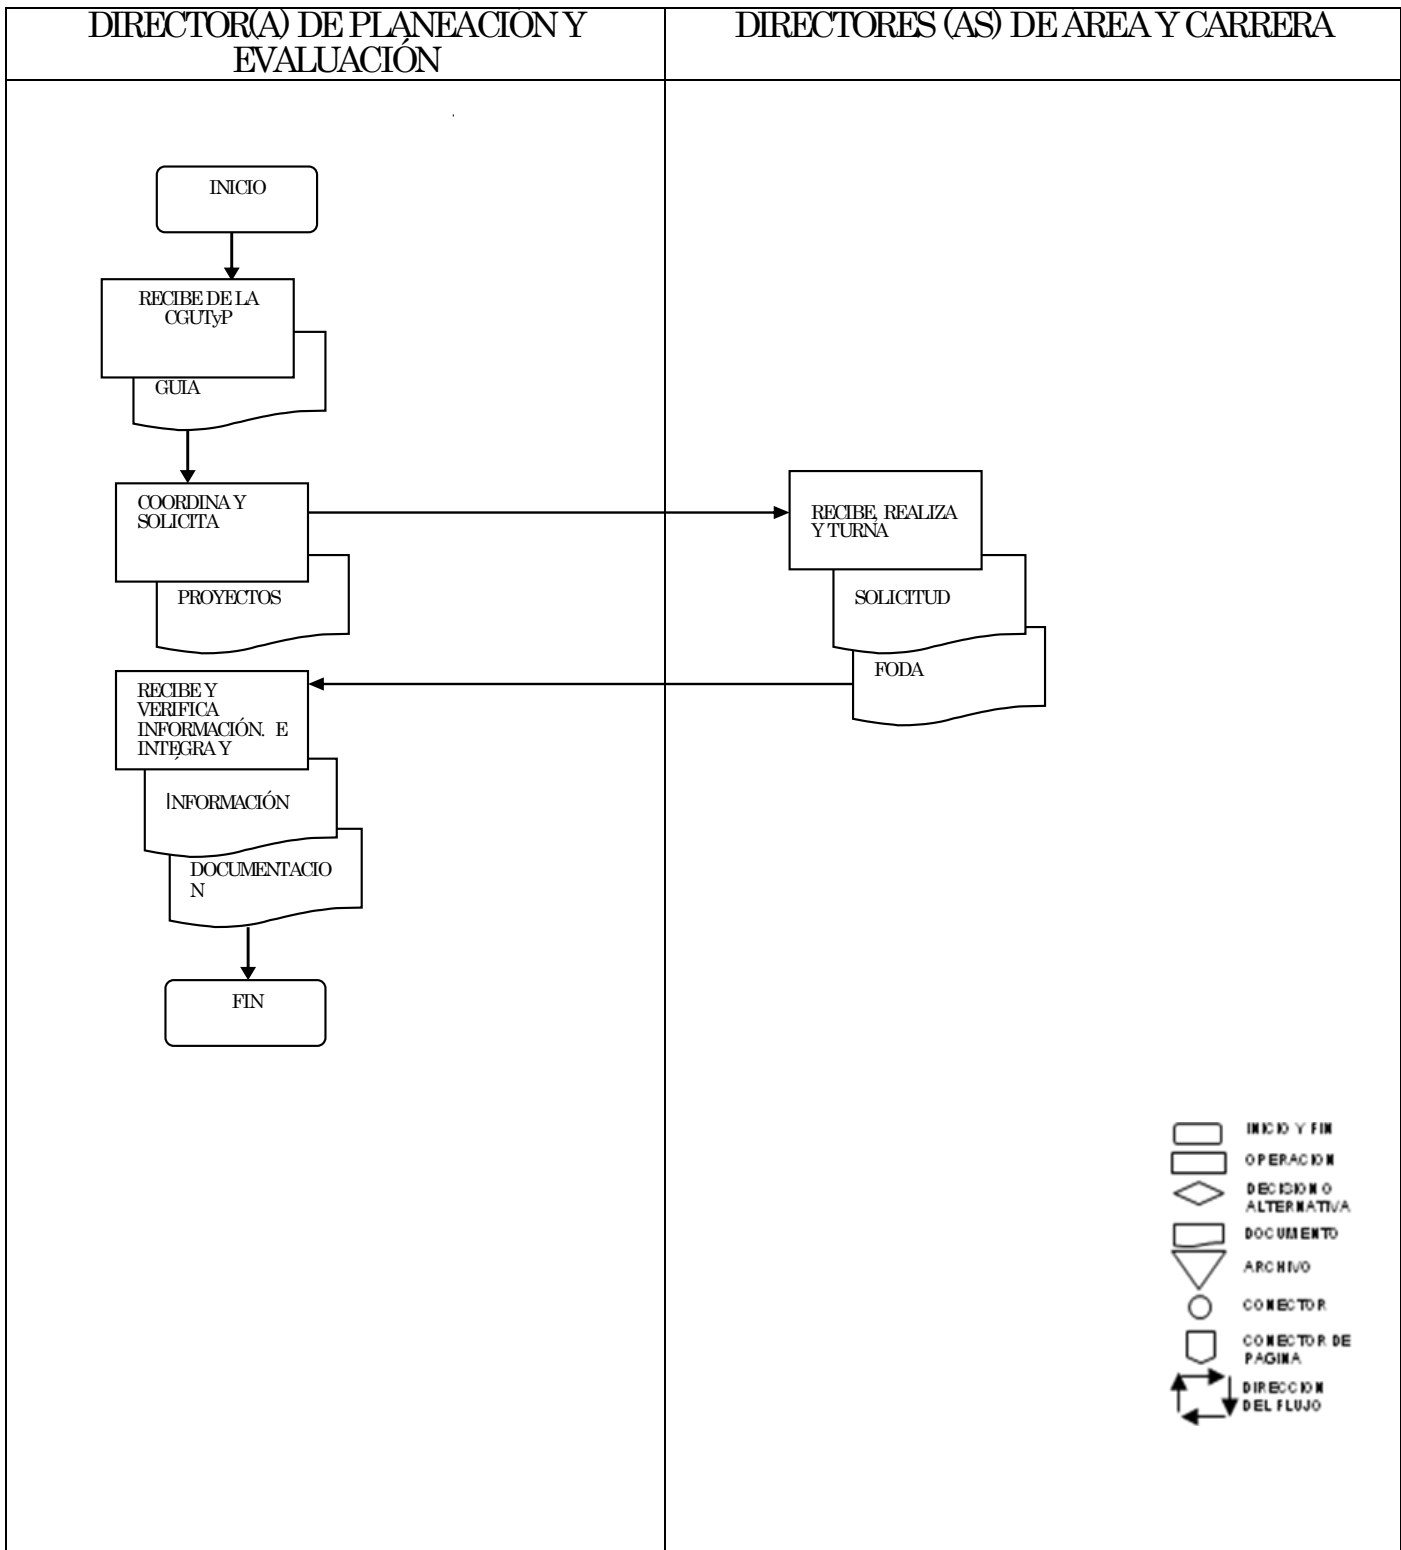 DIRECTOR(A) DE PLANEACIÓN Y
EVALUACIÓN
DIRECTORES (AS) DE ÁREA Y CARRERA
INICIO
RECIBE DE LA
CGUTyP
GUIA
COORDINA Y
SOLICITA
PROYECTOS
RECIBE, REALIZA
Y TURNA
SOLICITUD
FODA
RECIBE Y
VERIFICA
INFORMACIÓN. E
INTEGRA Y
INFORMACIÓN
DOCUMENTACIO
N
FIN
INICIO Y FIN
OPERACION
DECISION O
ALTERNATIVA
DOCUMENTO
ARCHIVO
CONECTOR
CONECTOR DE
PAGINA
DIRECCION
DEL FLUJO